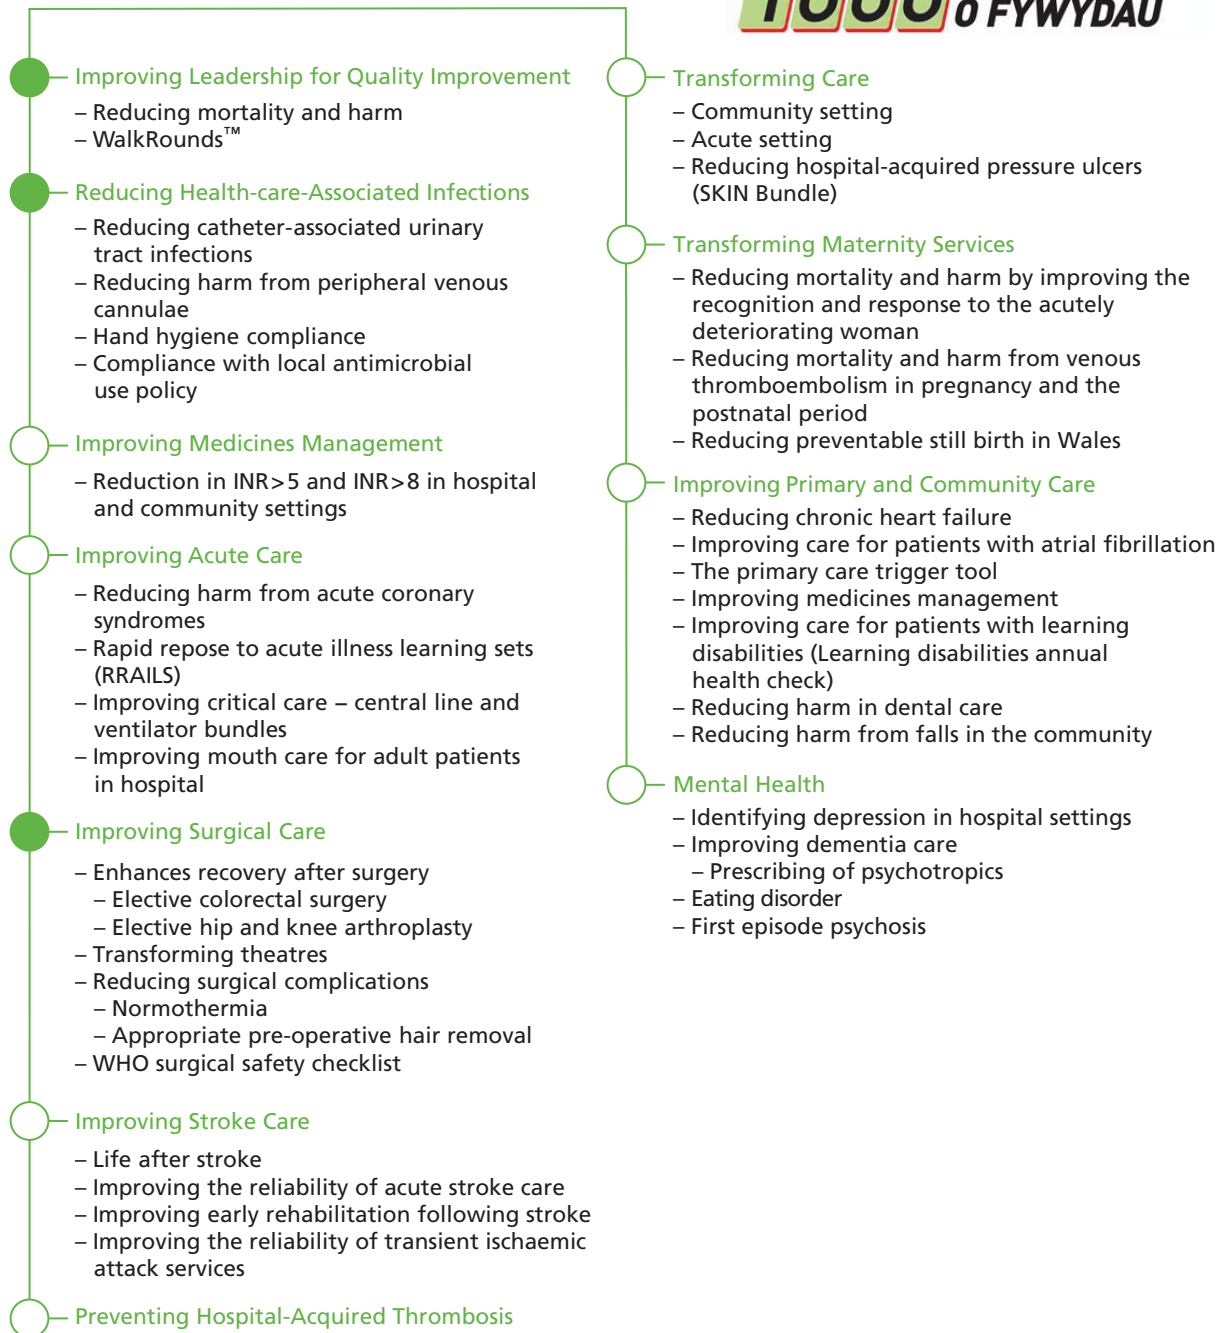 1000 O FYWYDAU
Improving Leadership for Quality Improvement
– Reducing mortality and harm
– WalkRounds™
Reducing Health-care-Associated Infections
– Reducing catheter-associated urinary
tract infections
– Reducing harm from peripheral venous
cannulae
– Hand hygiene compliance
– Compliance with local antimicrobial
use policy
Improving Medicines Management
– Reduction in INR>5 and INR>8 in hospital
and community settings
Improving Acute Care
– Reducing harm from acute coronary
syndromes
– Rapid repose to acute illness learning sets
(RRAILS)
– Improving critical care – central line and
ventilator bundles
– Improving mouth care for adult patients
in hospital
Improving Surgical Care
– Enhances recovery after surgery
– Elective colorectal surgery
– Elective hip and knee arthroplasty
– Transforming theatres
– Reducing surgical complications
– Normothermia
– Appropriate pre-operative hair removal
– WHO surgical safety checklist
Improving Stroke Care
– Life after stroke
– Improving the reliability of acute stroke care
– Improving early rehabilitation following stroke
– Improving the reliability of transient ischaemic
attack services
Preventing Hospital-Acquired Thrombosis
Transforming Care
– Community setting
– Acute setting
– Reducing hospital-acquired pressure ulcers
(SKIN Bundle)
Transforming Maternity Services
– Reducing mortality and harm by improving the
recognition and response to the acutely
deteriorating woman
– Reducing mortality and harm from venous
thromboembolism in pregnancy and the
postnatal period
– Reducing preventable still birth in Wales
Improving Primary and Community Care
– Reducing chronic heart failure
– Improving care for patients with atrial fibrillation
– The primary care trigger tool
– Improving medicines management
– Improving care for patients with learning
disabilities (Learning disabilities annual
health check)
– Reducing harm in dental care
– Reducing harm from falls in the community
Mental Health
– Identifying depression in hospital settings
– Improving dementia care
– Prescribing of psychotropics
– Eating disorder
– First episode psychosis